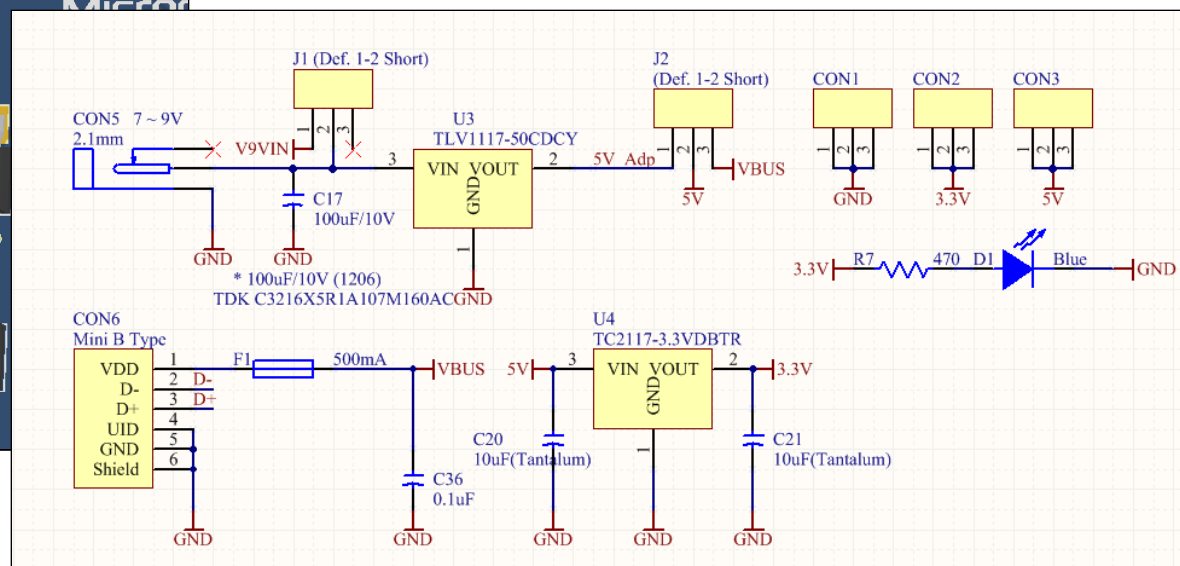 J1 (Def. 1-2 Short)
1
2
3
CON5 7 ~ 9V
2.1mm
V9VIN
C17
100uF/10V
GND
GND
* 100uF/10V (1206)
TDK C3216X5R1A107M160AC
U3
TLV1117-50CDCY
3
VIN VOUT
GND
2
1
GND
5V_Adp
J2
(Def. 1-2 Short)
1
2
3
VBUS
5V
CON1
1
2
3
GND
CON2
1
2
3
3.3V
CON3
1
2
3
5V
3.3V
R7
470
D1
Blue
GND
CON6
Mini B Type
VDD 1
D- 2 D-
D+ 3 D+
UID 4
GND 5
Shield 6
GND
F1
500mA
VBUS
C36
0.1uF
GND
U4
TC2117-3.3VDBTR
5V
3
VIN VOUT
GND
2
3.3V
1
C20
10uF(Tantalum)
C21
10uF(Tantalum)
GND
GND
GND